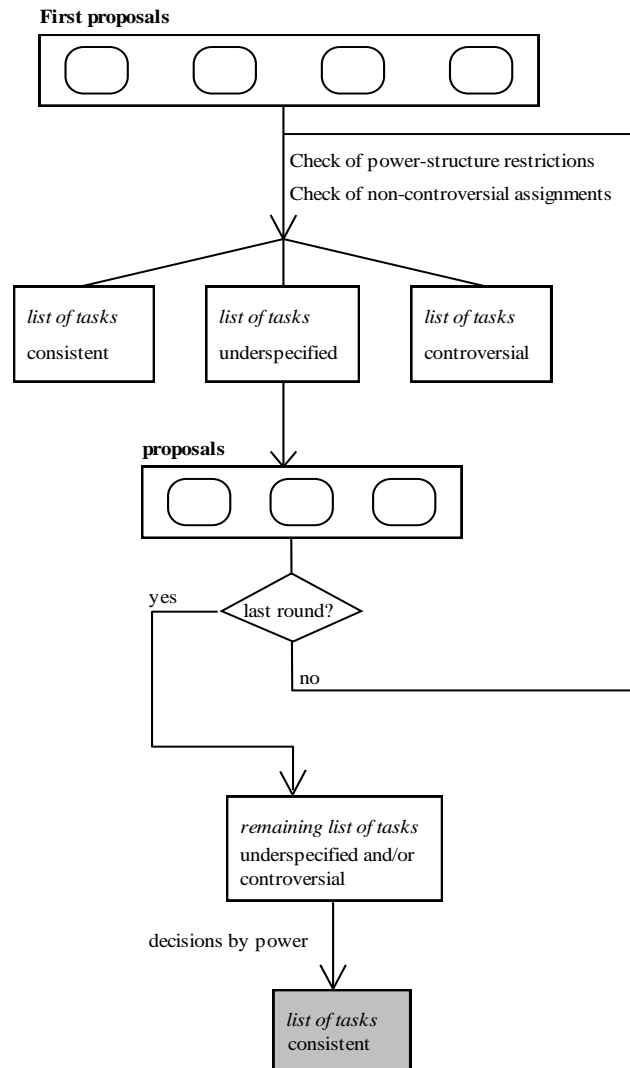 First proposals
Check of power-structure restrictions
Check of non-controversial assignments
list of tasks
consistent
list of tasks
underspecified
list of tasks
controversial
proposals
yes
last round?
no
remaining list of tasks
underspecified and/or
controversial
decisions by power
list of tasks
consistent